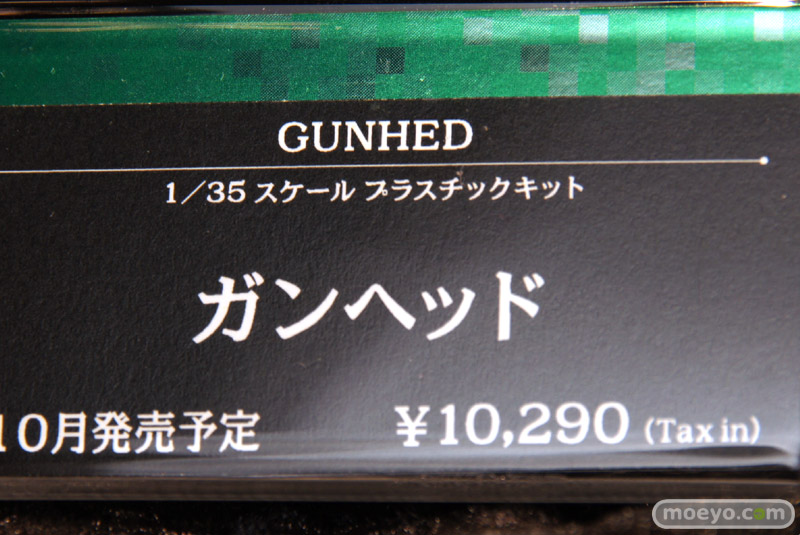 GUNHED
1／35 スケール プラスチックキット
ガンヘッド
10月発売予定 ¥10,290 (Tax in)
moeyo.com